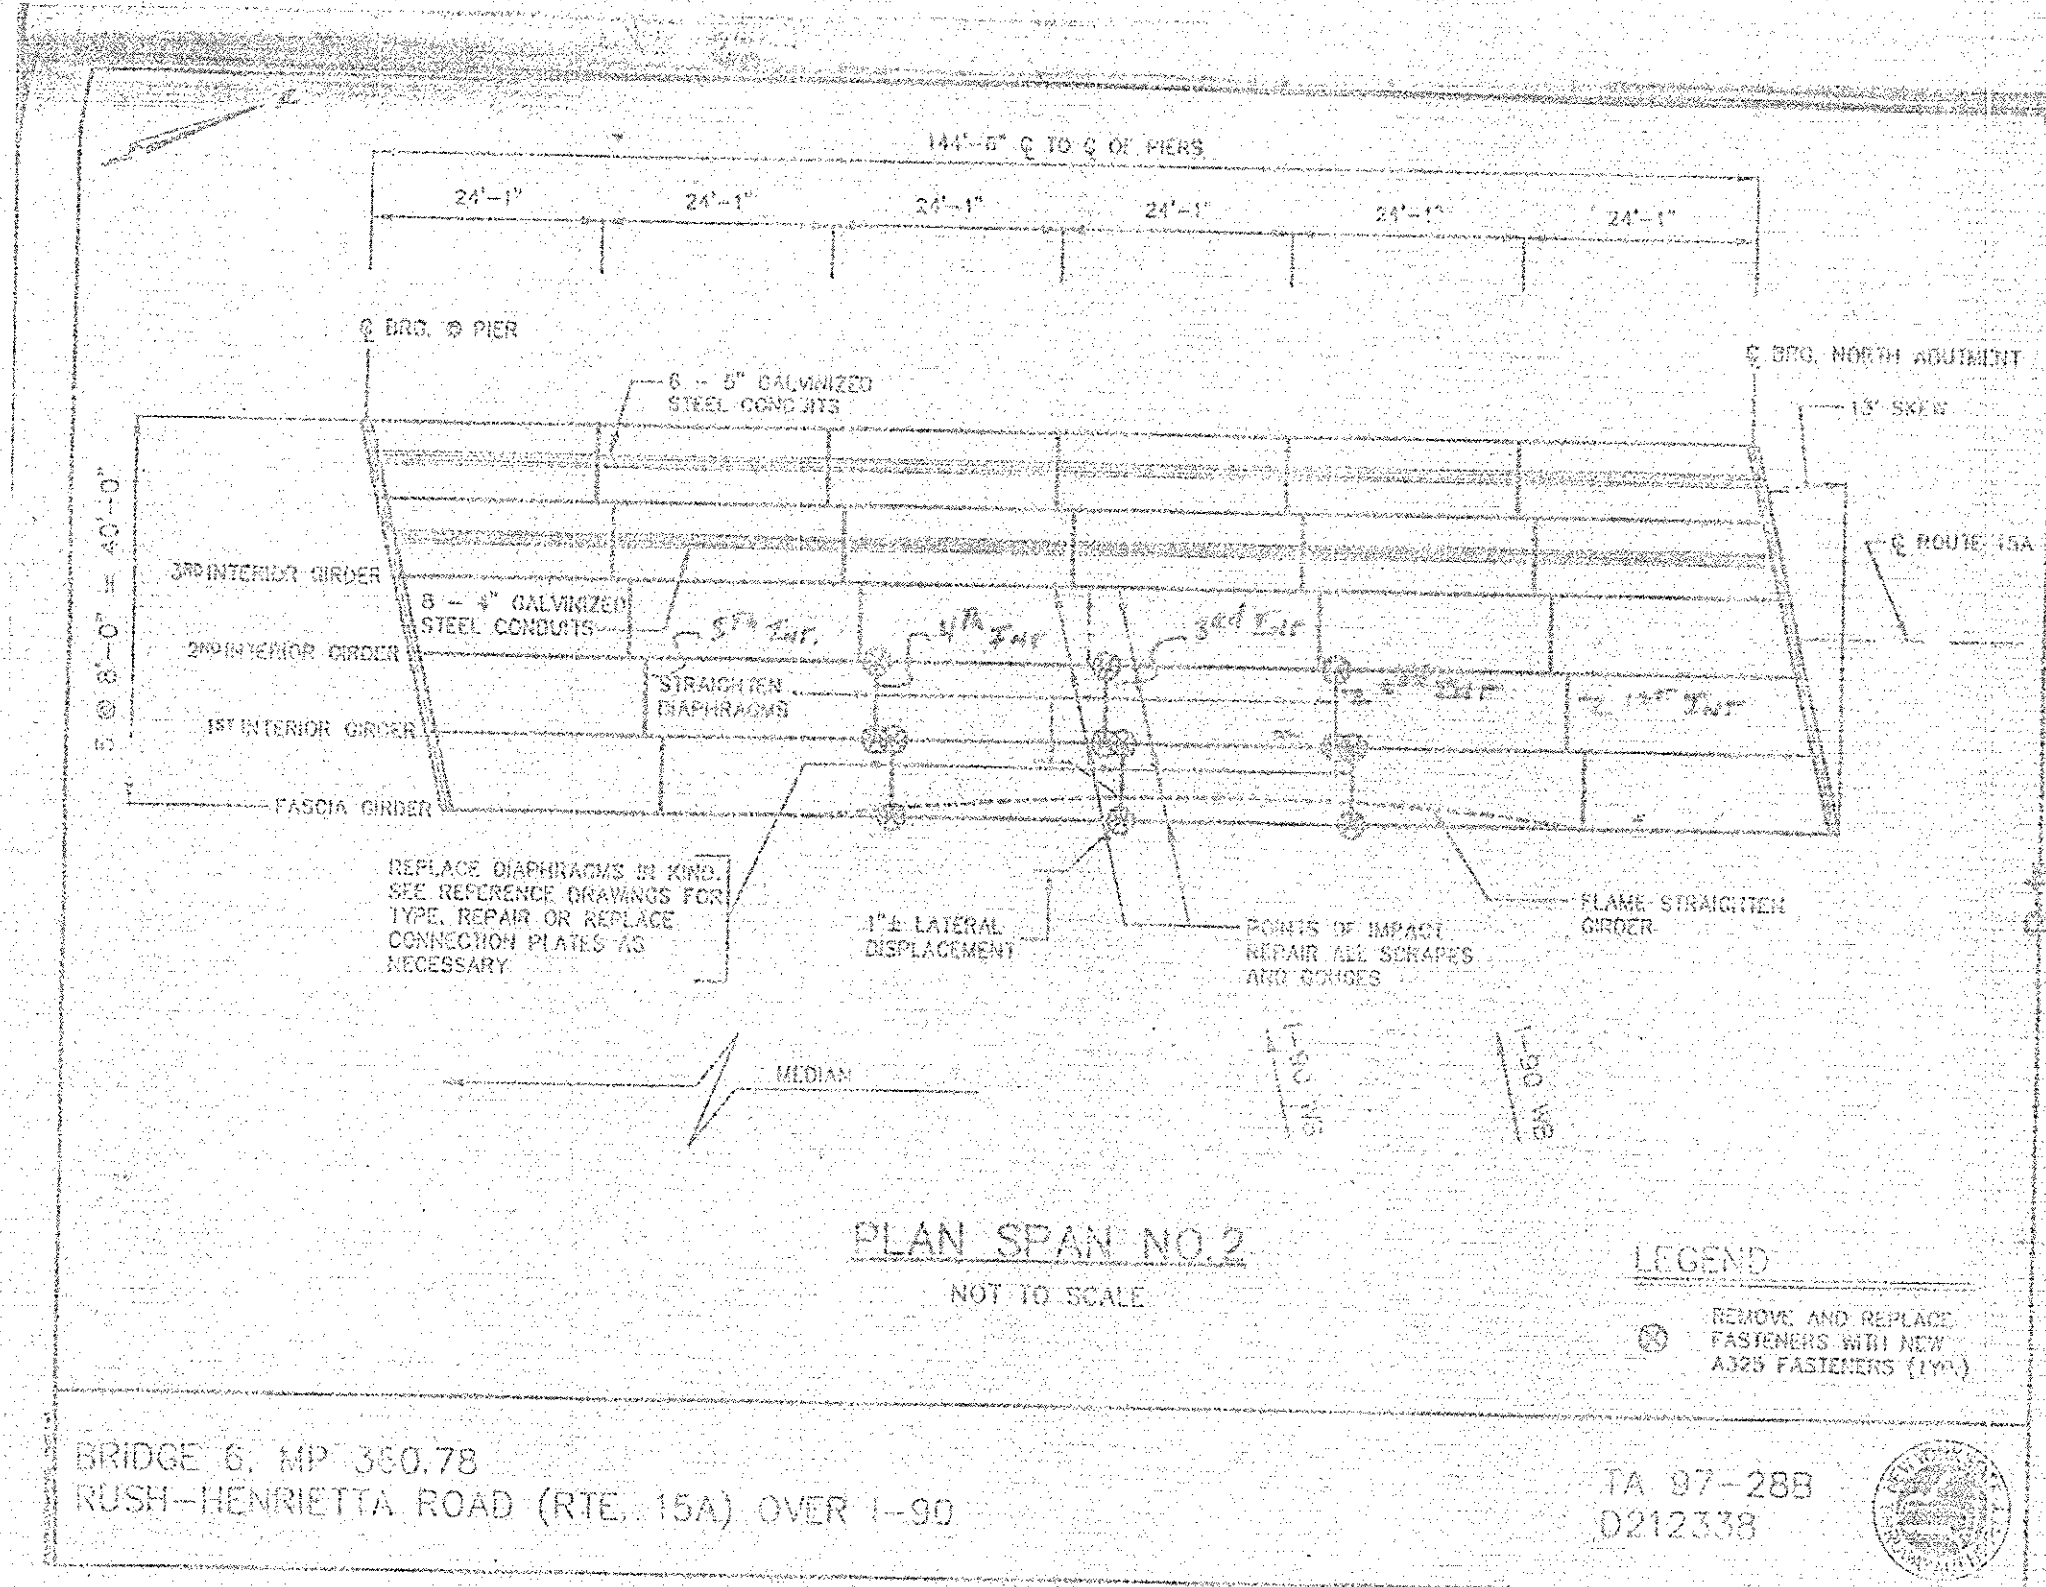 144'-6" ℄ TO ℄ OF PIERS
24'-1" 24'-1" 24'-1" 24'-1" 24'-1" 24'-1"
℄ BRG. @ PIER
℄ BRG. NORTH ABUTMENT
6 - 5" GALVINIZED
STEEL CONDUITS
13° SKEW
5 @ 8'-0" = 40'-0"
℄ ROUTE 15A
3RD INTERIOR GIRDER
8 - 4" GALVINIZED
STEEL CONDUITS
5th Int.
4th Int
3rd Int
2ND INTERIOR GIRDER
STRAIGHTEN
DIAPHRAGMS
2nd Int
1st Int
1ST INTERIOR GIRDER
FASCIA GIRDER
REPLACE DIAPHRAGMS IN KIND.
SEE REFERENCE DRAWINGS FOR
TYPE. REPAIR OR REPLACE
CONNECTION PLATES AS
NECESSARY
1"± LATERAL
DISPLACEMENT
POINTS OF IMPACT
REPAIR ALL SCRAPES
AND GOUGES
FLAME STRAIGHTEN
GIRDER
MEDIAN
I-90 WB
PLAN SPAN NO.2
NOT TO SCALE
LEGEND
REMOVE AND REPLACE
FASTENERS WITH NEW
A325 FASTENERS (TYP.)
BRIDGE 6, MP 360.78
RUSH-HENRIETTA ROAD (RTE. 15A) OVER I-90
TA 97-28B
D212338